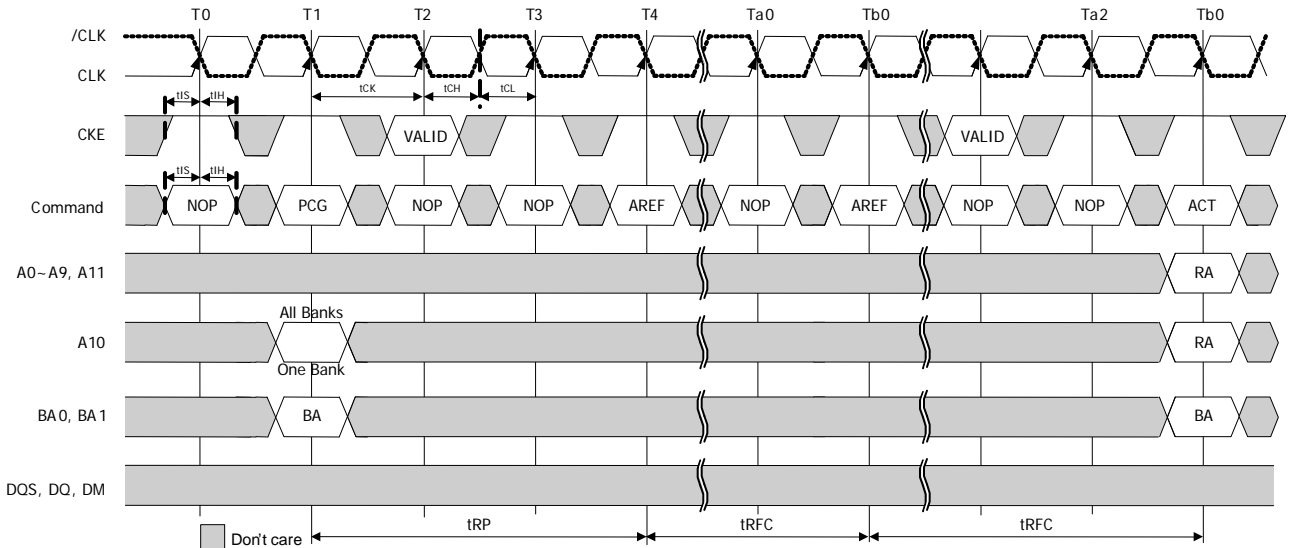 T0 T1 T2 T3 T4 Ta0 Tb0 Ta2 Tb0
/CLK
CLK
tCK tCH tCL
tIS tIH
CKE VALID VALID
tIS tIH
Command NOP PCG NOP NOP AREF NOP AREF NOP NOP ACT
A0~A9, A11 RA
All Banks
A10 RA
One Bank
BA0, BA1 BA BA
DQS, DQ, DM
tRP tRFC tRFC
Don't care